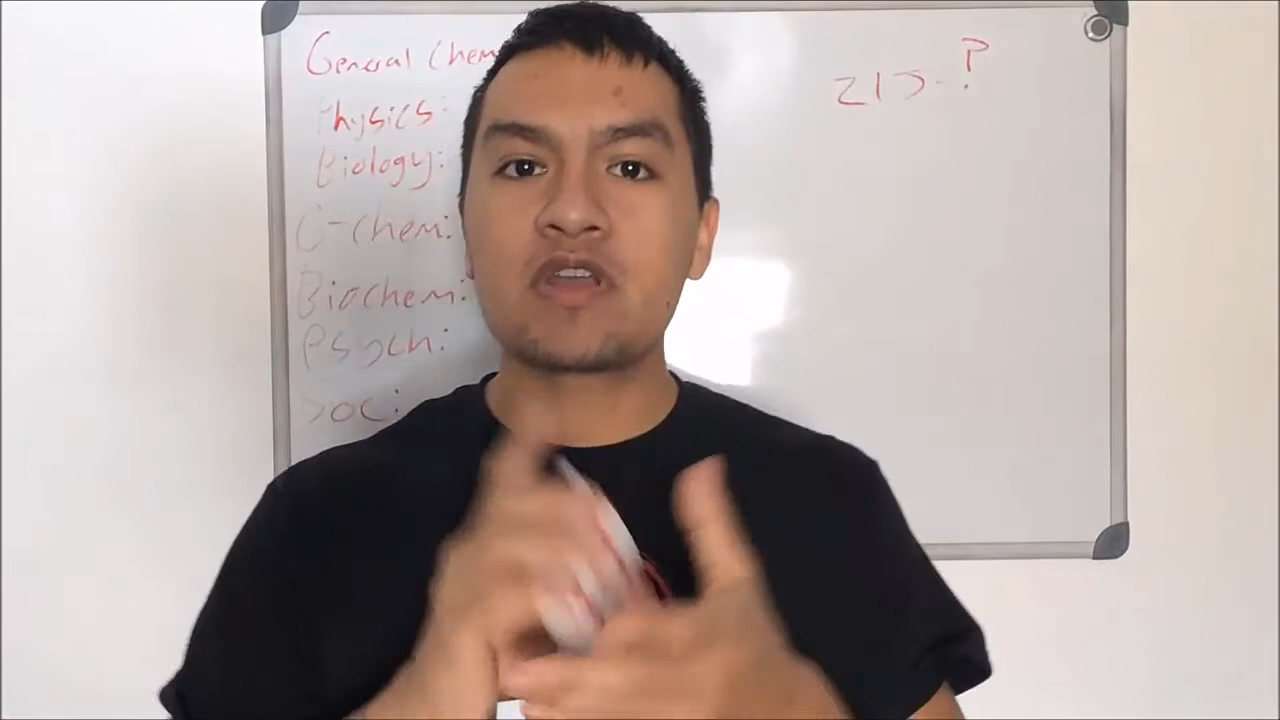 General Chem
Physics:
Biology:
O-chem:
Biochem:
Psych:
Soc:
215-?